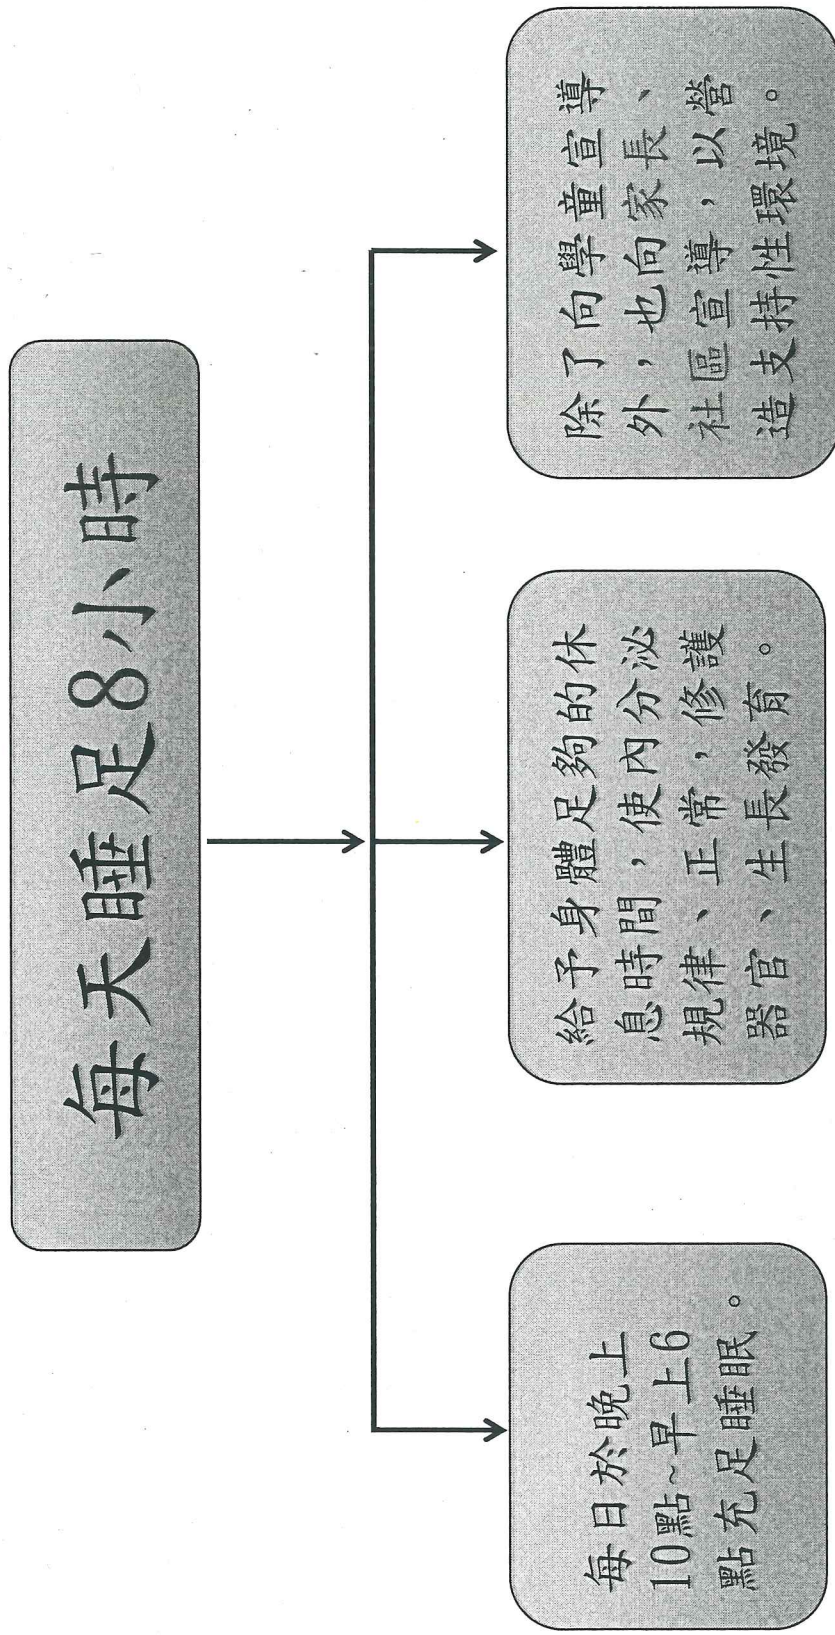 每天睡足8小時
每日於晚上
10點~早上6
點充足睡眠。
給予身體足夠的休
息時間，使內分泌
規律、正常，修護
器官、生長發育。
除了向學童宣導
外，也向家長、
社區宣導，以營
造支持性環境。